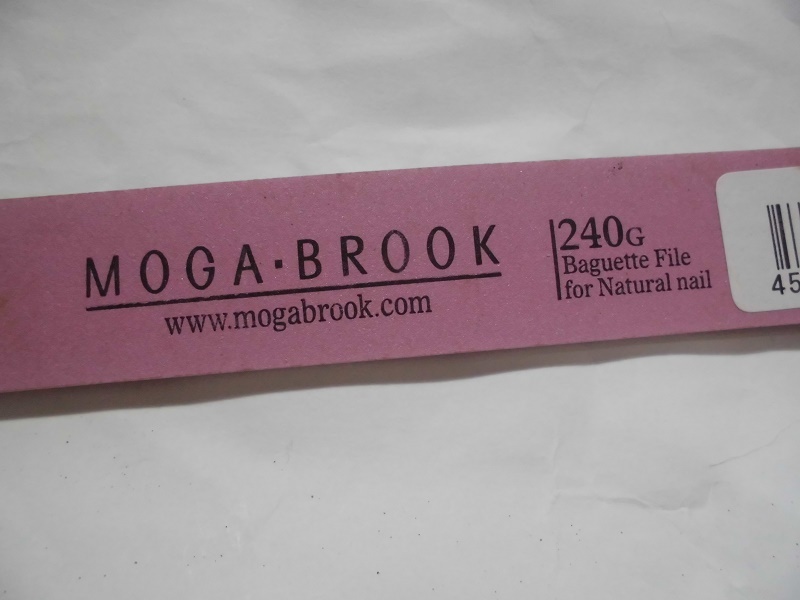 MOGA·BROOK
www.mogabrook.com
240G
Baguette File
for Natural nail
45